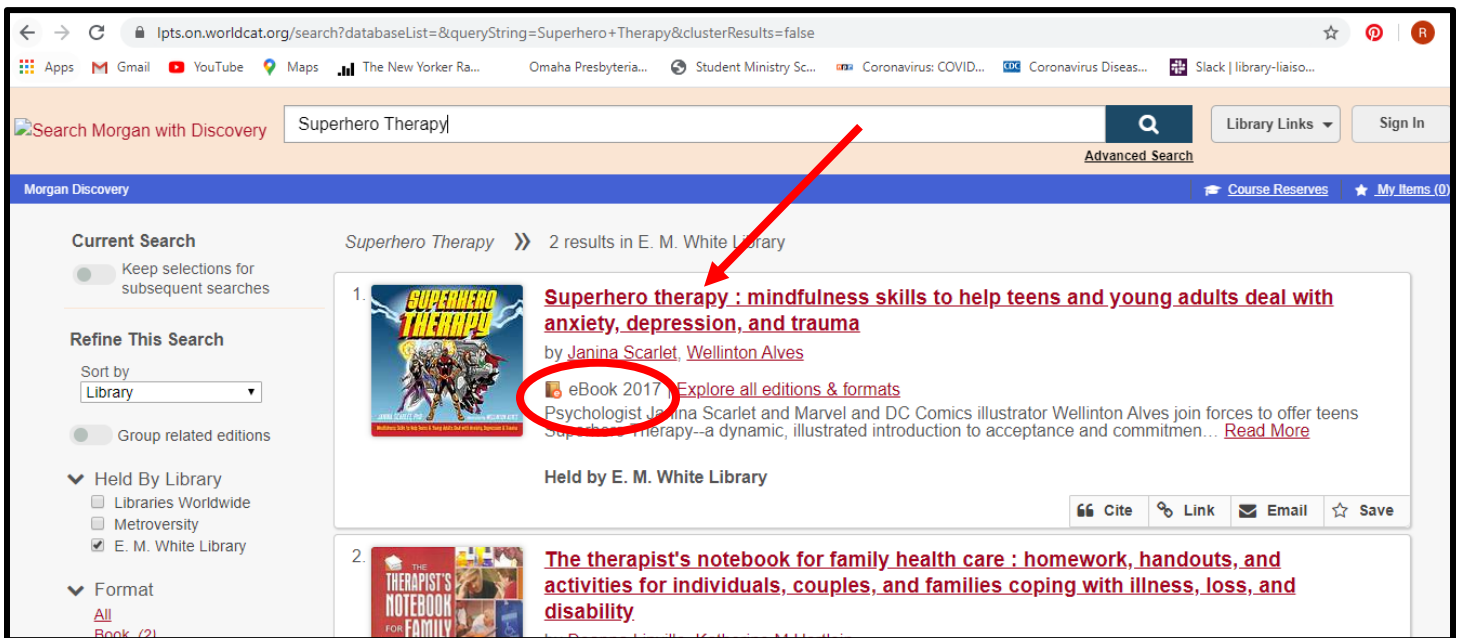 lpts.on.worldcat.org/search?databaseList=&queryString=Superhero+Therapy&clusterResults=false
R
Apps Gmail YouTube Maps The New Yorker Ra... Omaha Presbyteria... Student Ministry Sc... Coronavirus: COVID... Coronavirus Diseas... Slack | library-liaiso...
Search Morgan with Discovery Superhero Therapy Library Links Sign In
Advanced Search
Morgan Discovery Course Reserves My Items (0)
Current Search
Keep selections for
subsequent searches
Refine This Search
Sort by
Library
Group related editions
Held By Library
Libraries Worldwide
Metroversity
E. M. White Library
Format
All
Book (2)
Superhero Therapy » 2 results in E. M. White Library
1.
SUPERHERO
THERAPY
Superhero therapy : mindfulness skills to help teens and young adults deal with
anxiety, depression, and trauma
by Janina Scarlet, Wellinton Alves
eBook 2017 | Explore all editions & formats
Psychologist Janina Scarlet and Marvel and DC Comics illustrator Wellinton Alves join forces to offer teens
Superhero Therapy--a dynamic, illustrated introduction to acceptance and commitmen... Read More
Held by E. M. White Library
Cite Link Email Save
2.
THE
THERAPIST'S
NOTEBOOK
FOR FAMILY
The therapist's notebook for family health care : homework, handouts, and
activities for individuals, couples, and families coping with illness, loss, and
disability